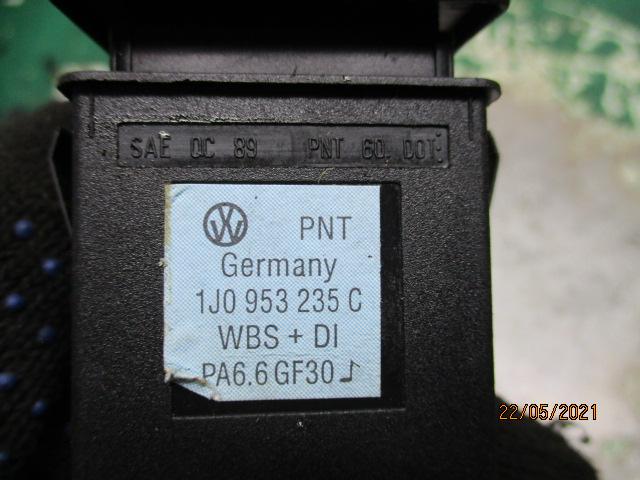 SAE QC 89 PNT 60. DOT.
VW PNT
Germany
1J0 953 235 C
WBS + DI
PA6.6 GF30
22/05/2021